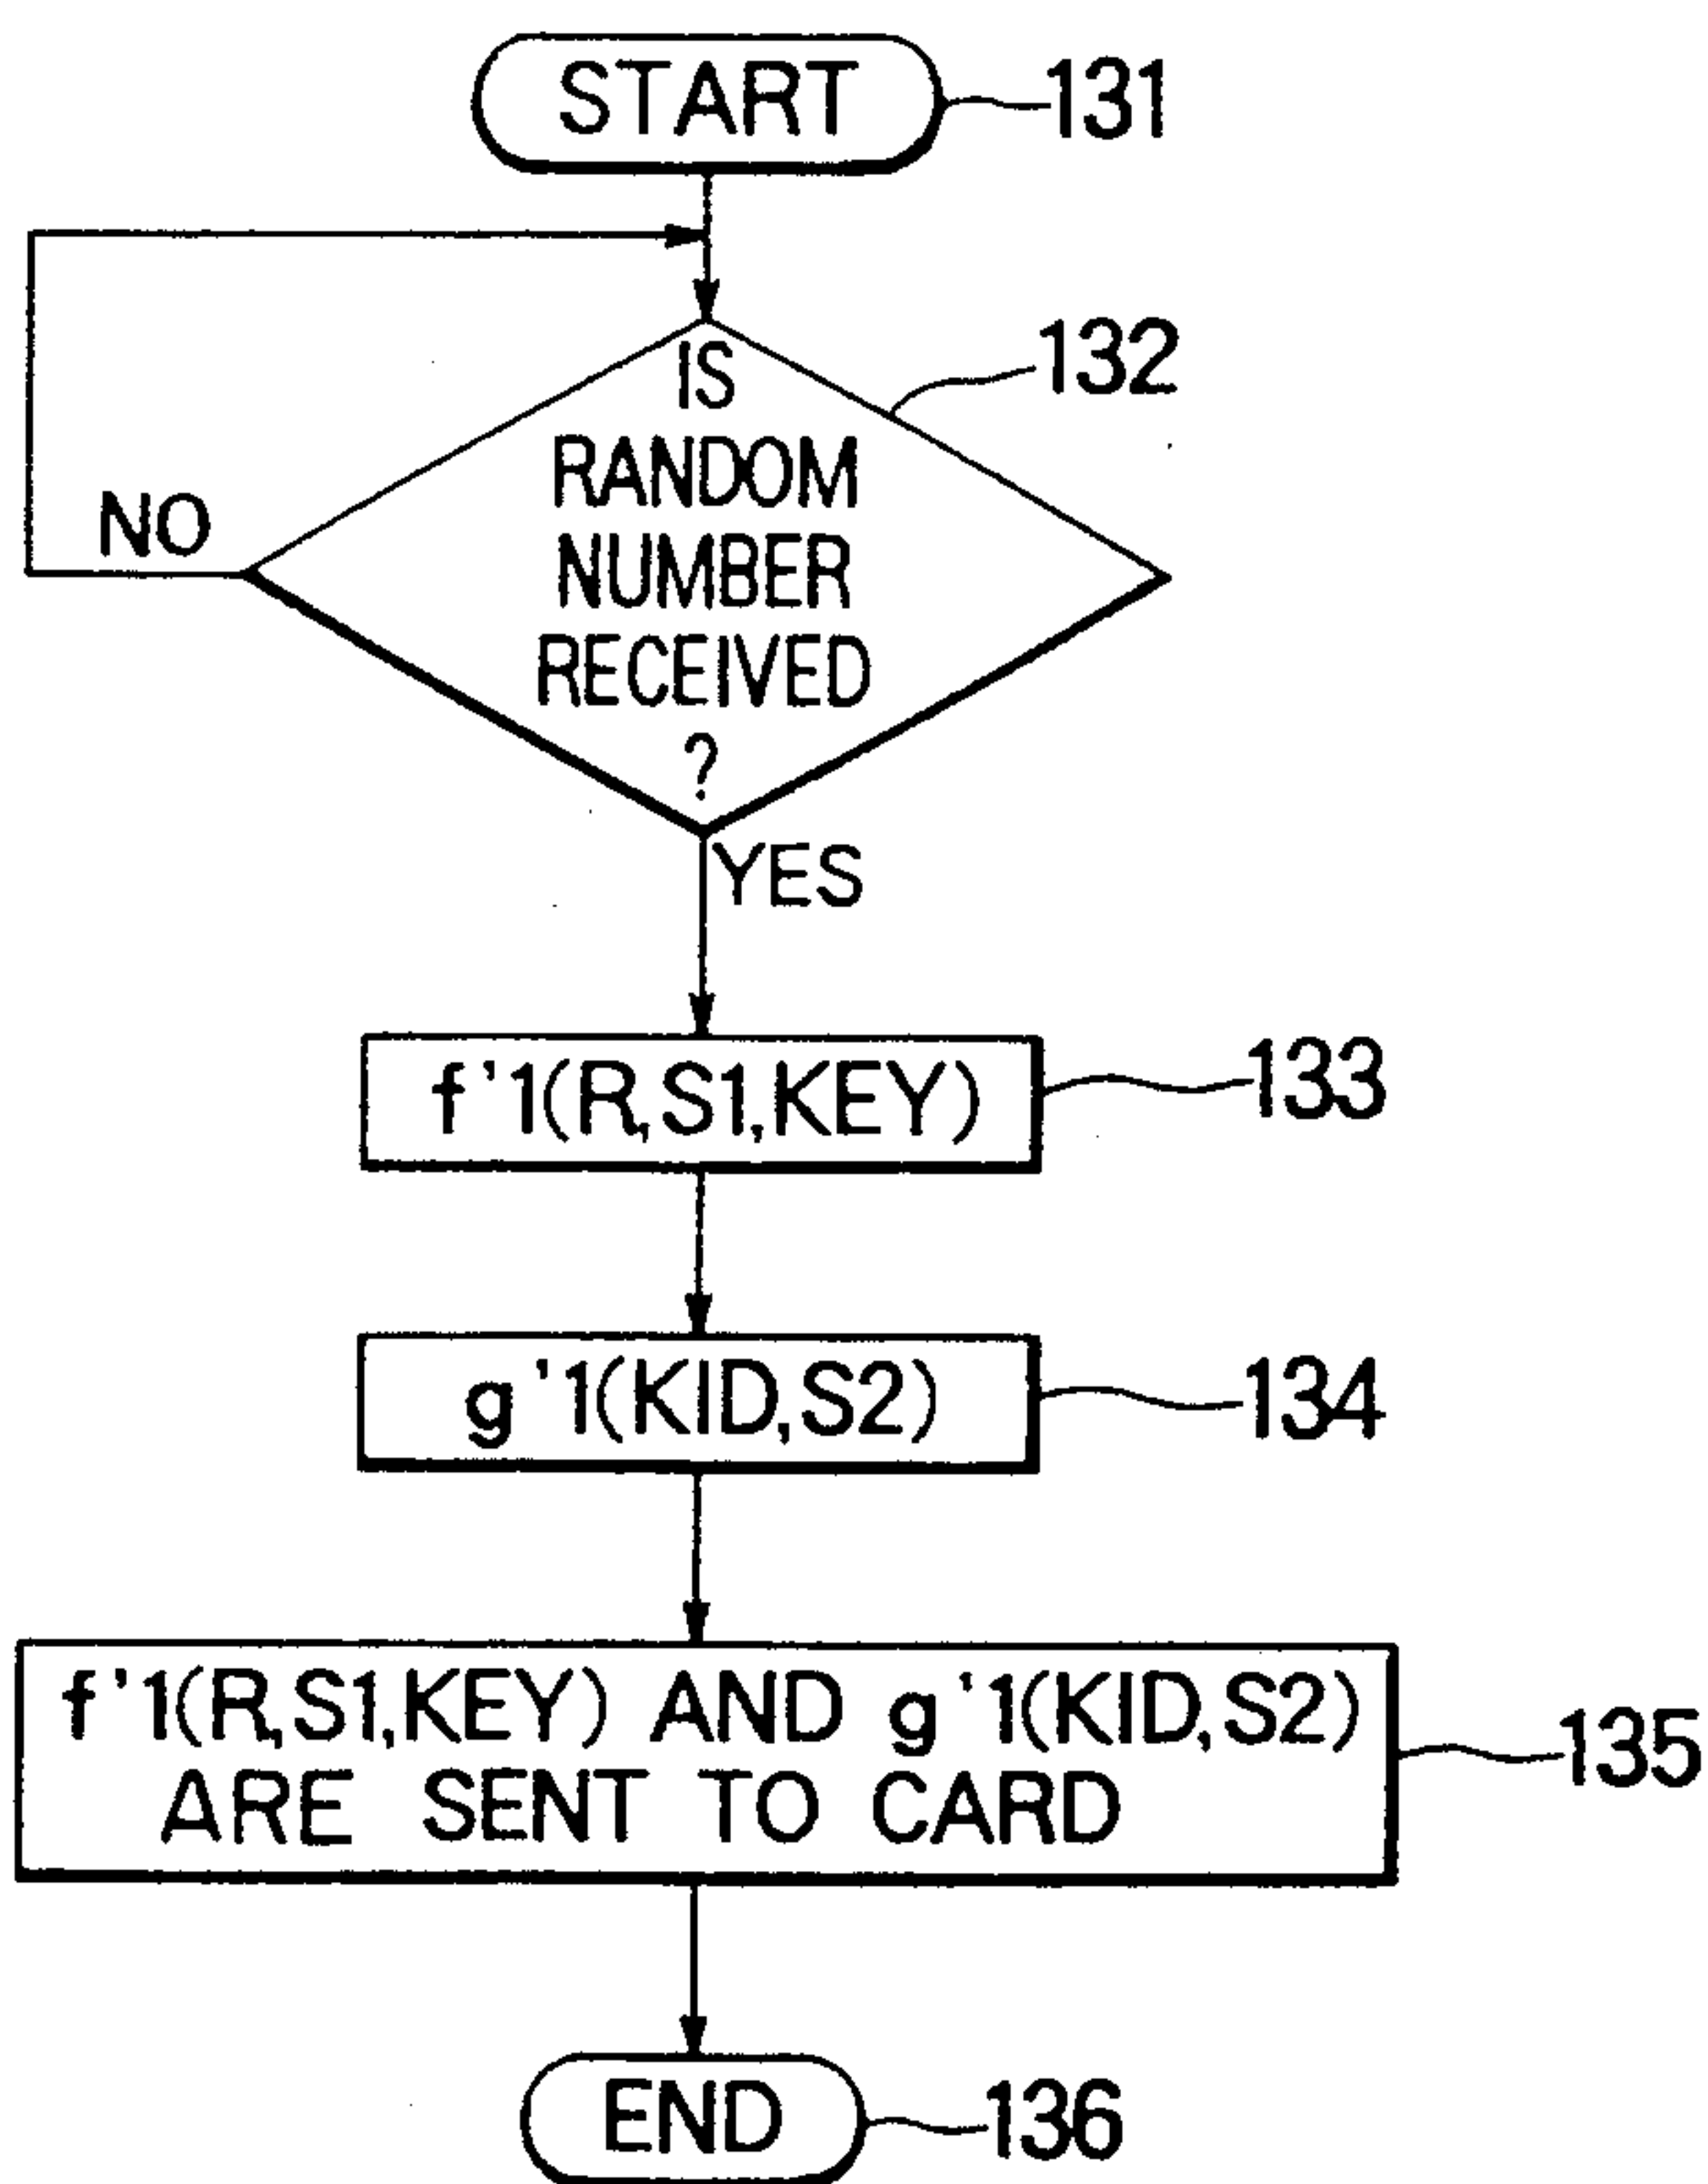 START
131
132
IS
RANDOM
NUMBER
RECEIVED
?
NO
YES
f'1(R,S1,KEY)
133
g'1(KID,S2)
134
f'1(R,S1,KEY) AND g'1(KID,S2)
ARE SENT TO CARD
135
END
136